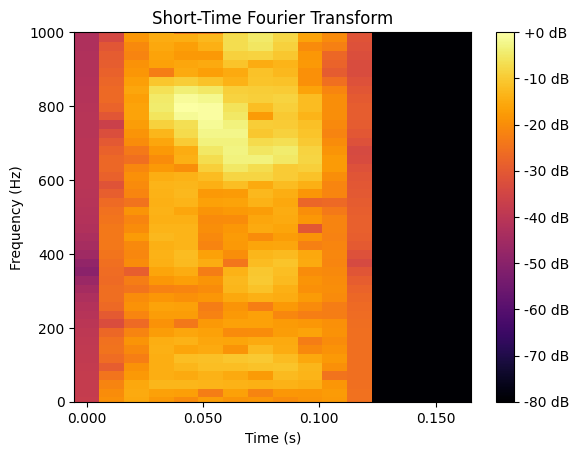 Short-Time Fourier Transform
1000
800
600
400
200
0
Frequency (Hz)
0.000
0.050
0.100
0.150
Time (s)
+0 dB
-10 dB
-20 dB
-30 dB
-40 dB
-50 dB
-60 dB
-70 dB
-80 dB